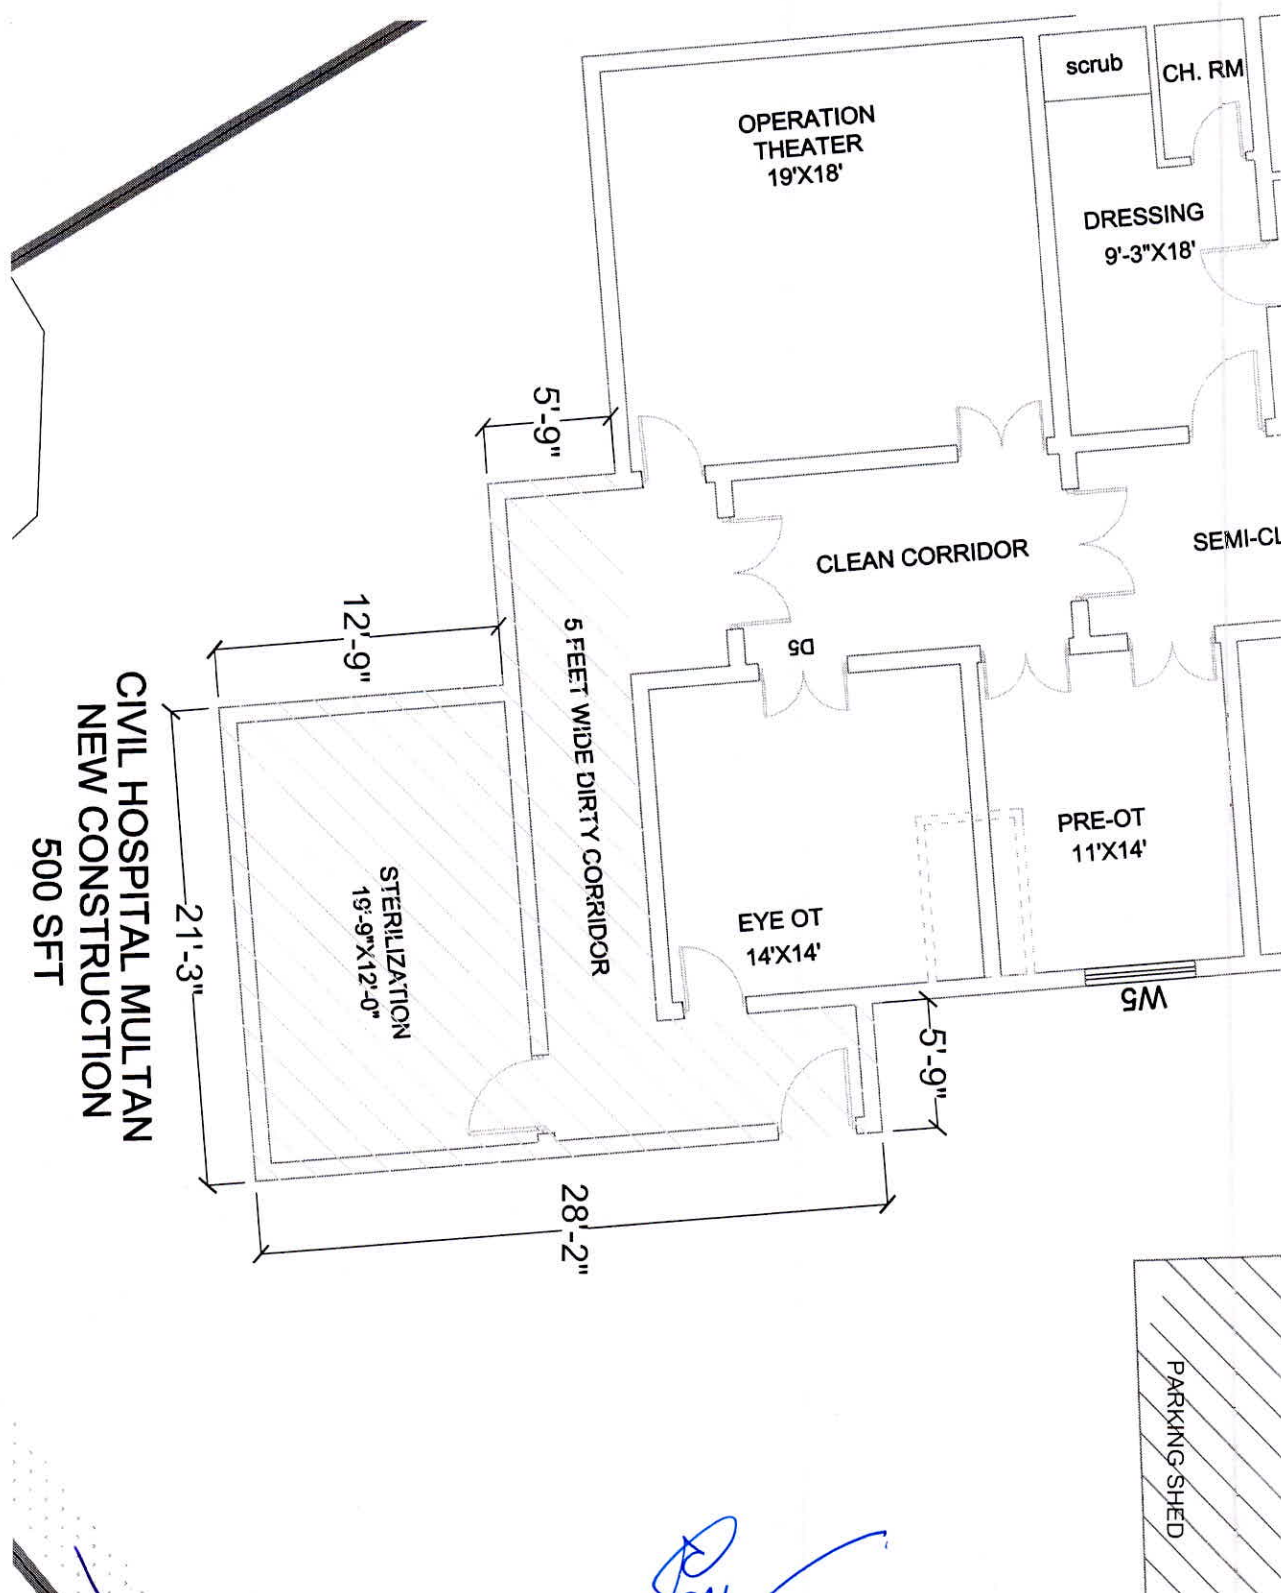 scrub
CH. RM
OPERATION
THEATER
19'X18'
DRESSING
9'-3"X18'
5'-9"
CLEAN CORRIDOR
SEMI-CL
12'-9"
5 FEET WIDE DIRTY CORRIDOR
D5
PRE-OT
11'X14'
EYE OT
14'X14'
STERILIZATION
19'-9"X12'-0"
W5
5'-9"
21'-3"
28'-2"
CIVIL HOSPITAL MULTAN
NEW CONSTRUCTION
500 SFT
PARKING SHED